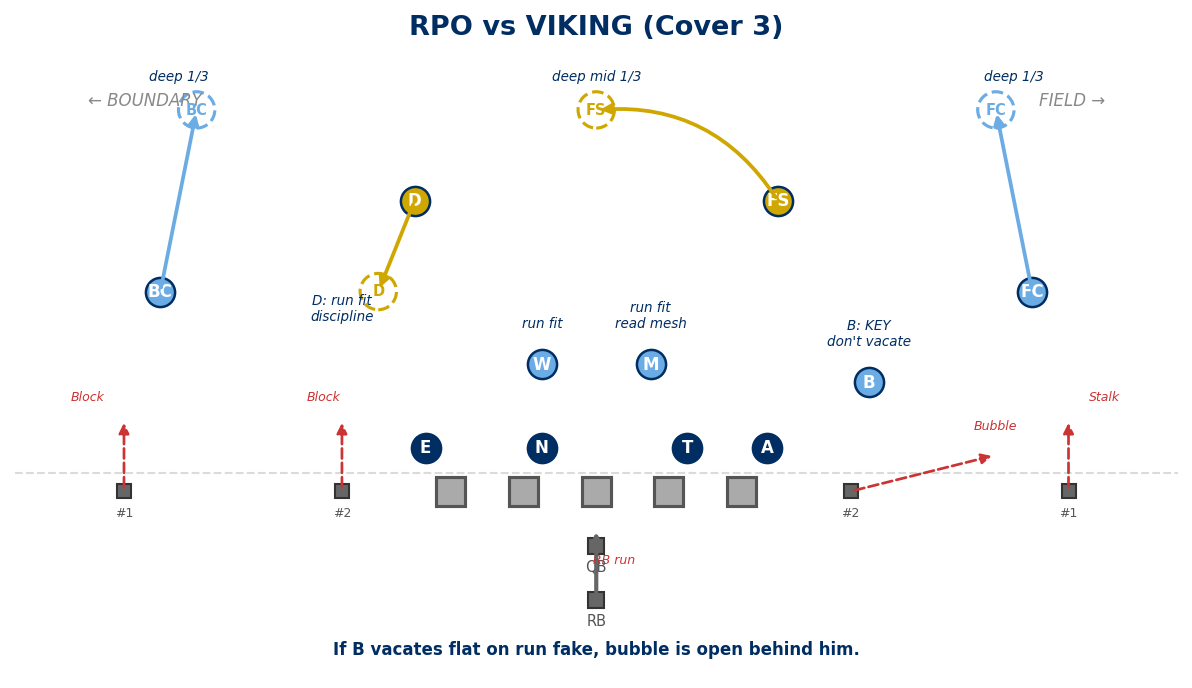 RPO vs VIKING (Cover 3)
deep 1/3
deep mid 1/3
deep 1/3
← BOUNDARY
BC
FS
FC
FIELD →
D
FS
BC
D
FC
D: run fit
discipline
run fit
run fit
read mesh
B: KEY
don't vacate
W
M
B
Block
Block
Stalk
Bubble
E
N
T
A
#1
#2
#2
#1
QB
RB run
RB
If B vacates flat on run fake, bubble is open behind him.